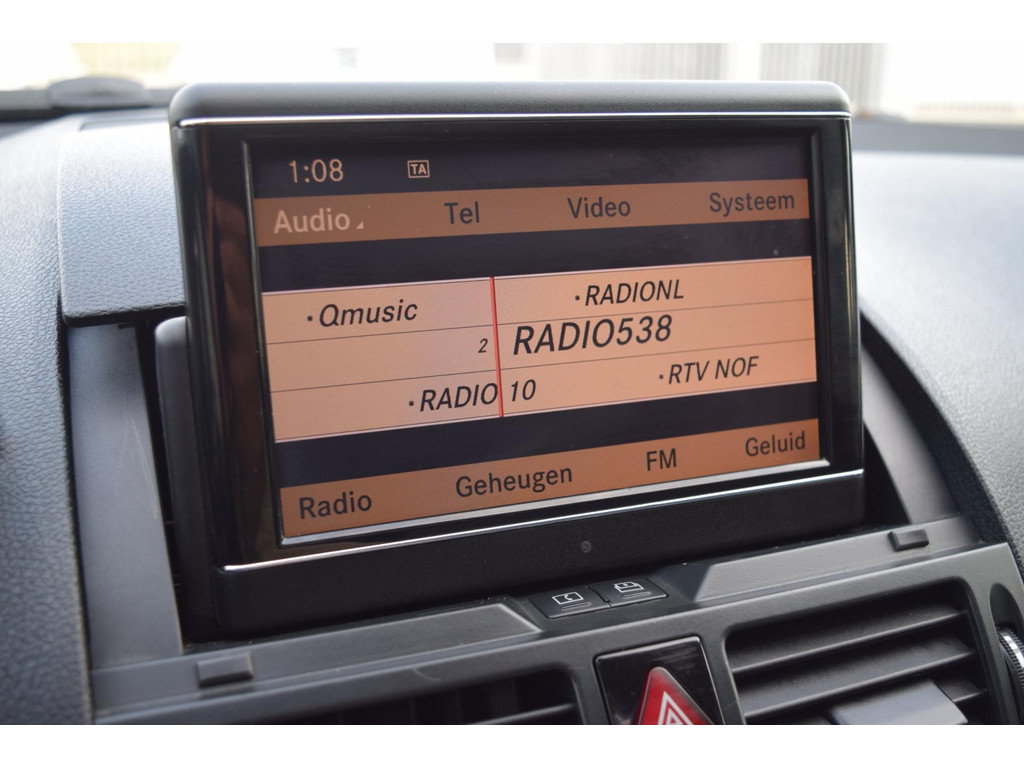 1:08 TA
Audio Tel Video Systeem
·Qmusic ·RADIONL
2 RADIO538
·RADIO 10 ·RTV NOF
Radio Geheugen FM Geluid